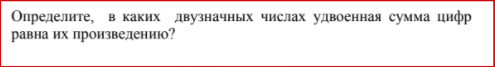 Определите, в каких двузначных числах удвоенная сумма цифр
равна их произведению?